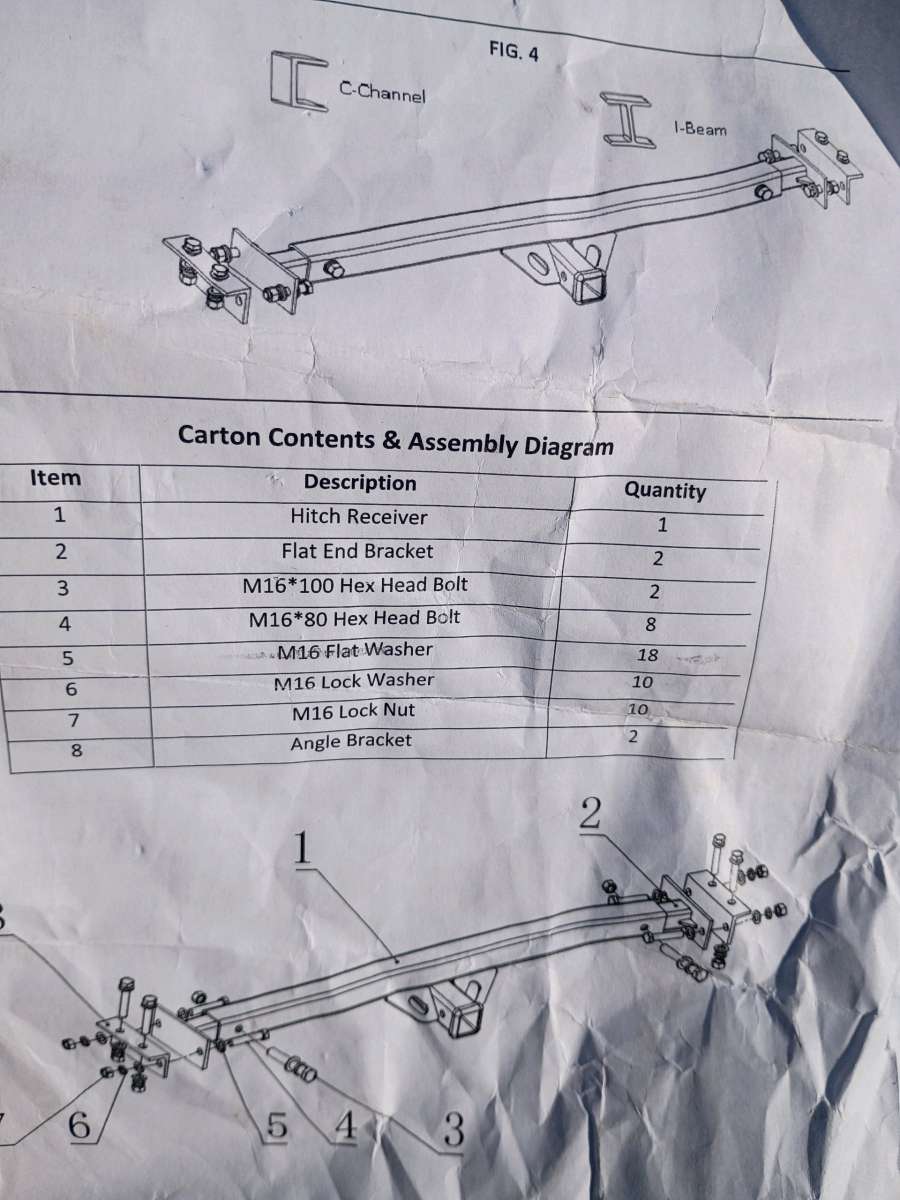 FIG. 4
C-Channel
I-Beam
Carton Contents & Assembly Diagram
Item Description Quantity
1 Hitch Receiver 1
2 Flat End Bracket 2
3 M16*100 Hex Head Bolt 2
4 M16*80 Hex Head Bolt 8
5 M16 Flat Washer 18
6 M16 Lock Washer 10
7 M16 Lock Nut 10
8 Angle Bracket 2
2
1
6 5 4 3